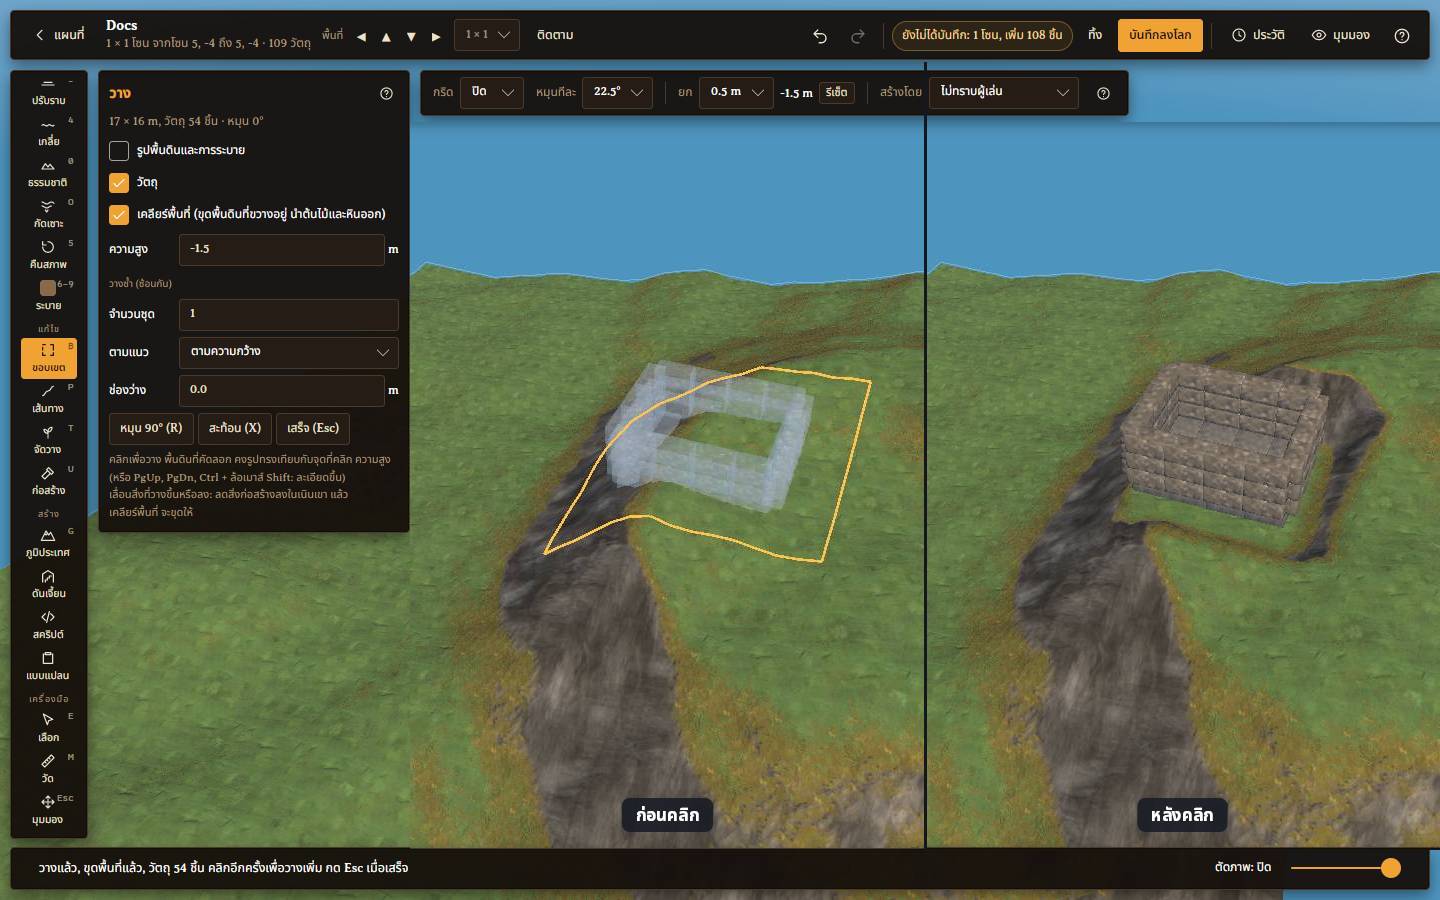 แผนที่
Docs
1 × 1 โซน จากโซน 5, -4 ถึง 5, -4 · 109 วัตถุ
พื้นที่
1 × 1
ติดตาม
ยังไม่ได้บันทึก: 1 โซน, เพิ่ม 108 ชิ้น
ทิ้ง
บันทึกลงโลก
ประวัติ
มุมมอง
ปรับราบ
4
เกลี่ย
0
ธรรมชาติ
O
กัดเซาะ
5
คืนสภาพ
6–9
ระบาย
แก้ไข
B
ขอบเขต
P
เส้นทาง
T
จัดวาง
U
ก่อสร้าง
สร้าง
G
ภูมิประเทศ
ดันเจี้ยน
สคริปต์
แบบแปลน
เครื่องมือ
E
เลือก
M
วัด
Esc
มุมมอง
วาง
17 × 16 m, วัตถุ 54 ชิ้น · หมุน 0°
รูปพื้นดินและการระบาย
วัตถุ
เคลียร์พื้นที่ (ขุดพื้นดินที่ขวางอยู่ นำต้นไม้และหินออก)
ความสูง -1.5 m
วางซ้ำ (ซ้อนกัน)
จำนวนชุด 1
ตามแนว ตามความกว้าง
ช่องว่าง 0.0 m
หมุน 90° (R) สะท้อน (X) เสร็จ (Esc)
คลิกเพื่อวาง พื้นดินที่คัดลอก คงรูปทรงเทียบกับจุดที่คลิก ความสูง
(หรือ PgUp, PgDn, Ctrl + ล้อเมาส์ Shift: ละเอียดขึ้น)
เลื่อนสิ่งที่วางขึ้นหรือลง: ลดสิ่งก่อสร้างลงในเนินเขา แล้ว
เคลียร์พื้นที่ จะขุดให้
กริด ปิด หมุนทีละ 22.5° ยก 0.5 m -1.5 m รีเซ็ต สร้างโดย ไม่ทราบผู้เล่น
ก่อนคลิก
หลังคลิก
วางแล้ว, ขุดพื้นที่แล้ว, วัตถุ 54 ชิ้น คลิกอีกครั้งเพื่อวางเพิ่ม กด Esc เมื่อเสร็จ
ตัดภาพ: ปิด